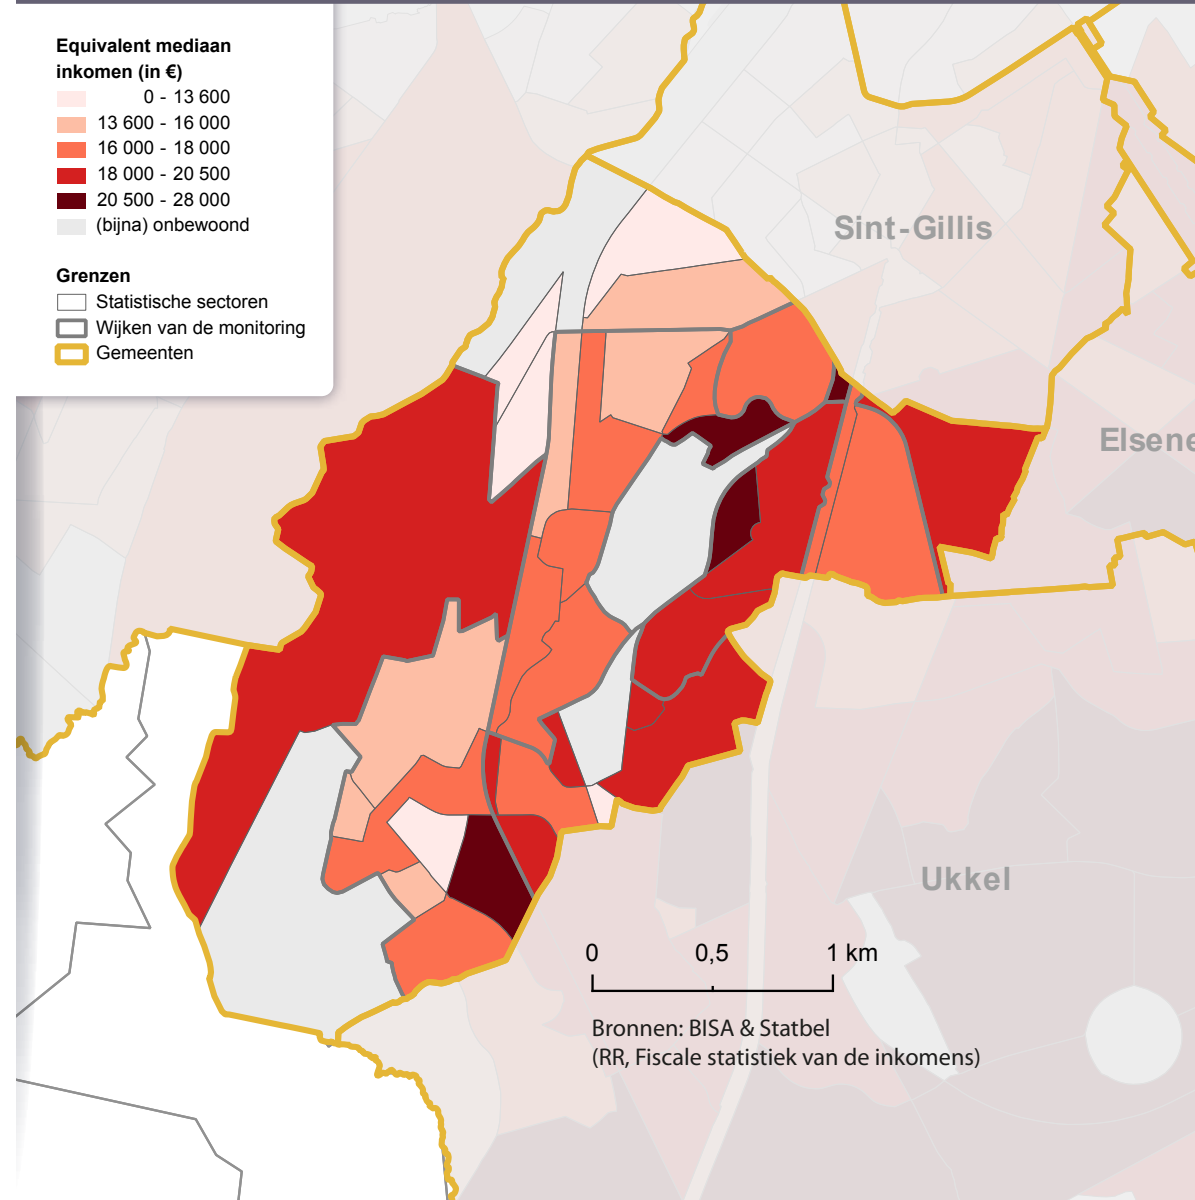 Equivalent mediaan
inkomen (in €)
0 - 13 600
13 600 - 16 000
16 000 - 18 000
18 000 - 20 500
20 500 - 28 000
(bijna) onbewoond
Grenzen
Statistische sectoren
Wijken van de monitoring
Gemeenten
Sint-Gillis
Elsene
Ukkel
0 0,5 1 km
Bronnen: BISA & Statbel
(RR, Fiscale statistiek van de inkomens)